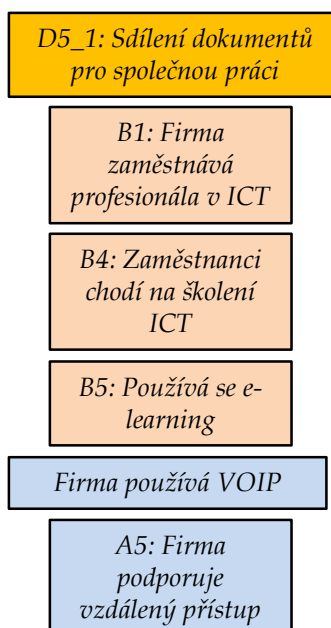 D5_1: Sdílení dokumentů
pro společnou práci
B1: Firma
zaměstnává
profesionála v ICT
B4: Zaměstnanci
chodí na školení
ICT
B5: Používá se e-
learning
Firma používá VOIP
A5: Firma
podporuje
vzdálený přístup